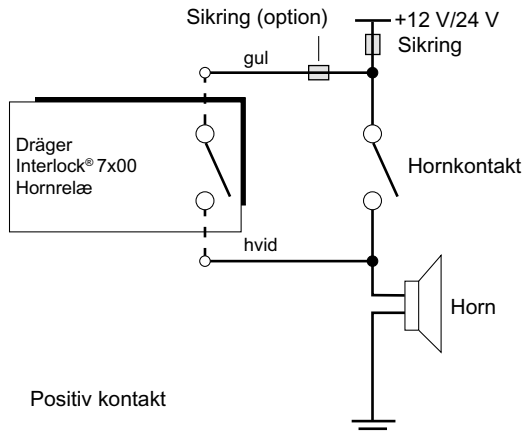 Sikring (option)
+12 V/24 V
Sikring
gul
Dräger
Interlock® 7x00
Hornrelæ
Hornkontakt
hvid
Horn
Positiv kontakt